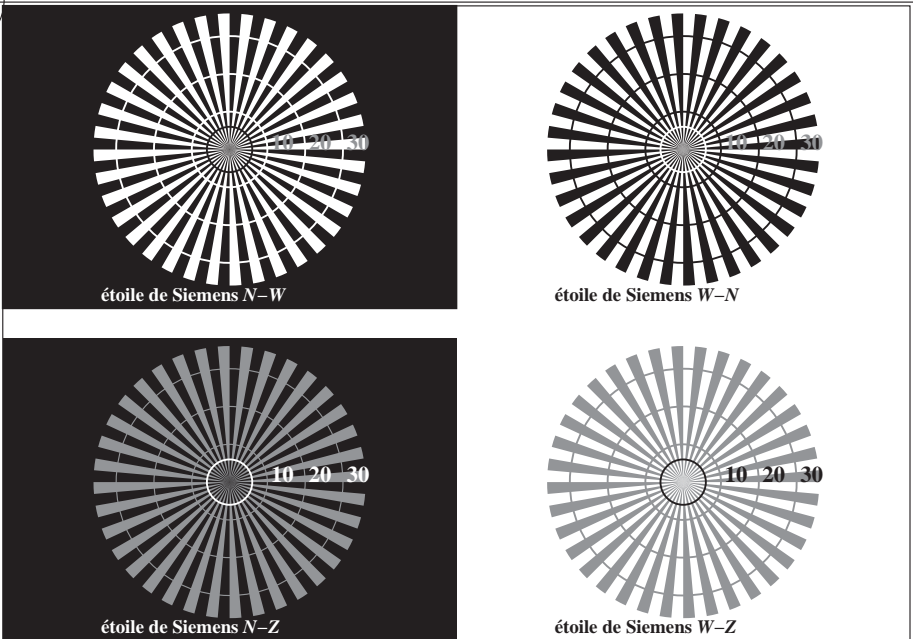 10 20 30
étoile de Siemens N–W
10 20 30
étoile de Siemens W–N
10 20 30
étoile de Siemens N–Z
10 20 30
étoile de Siemens W–Z